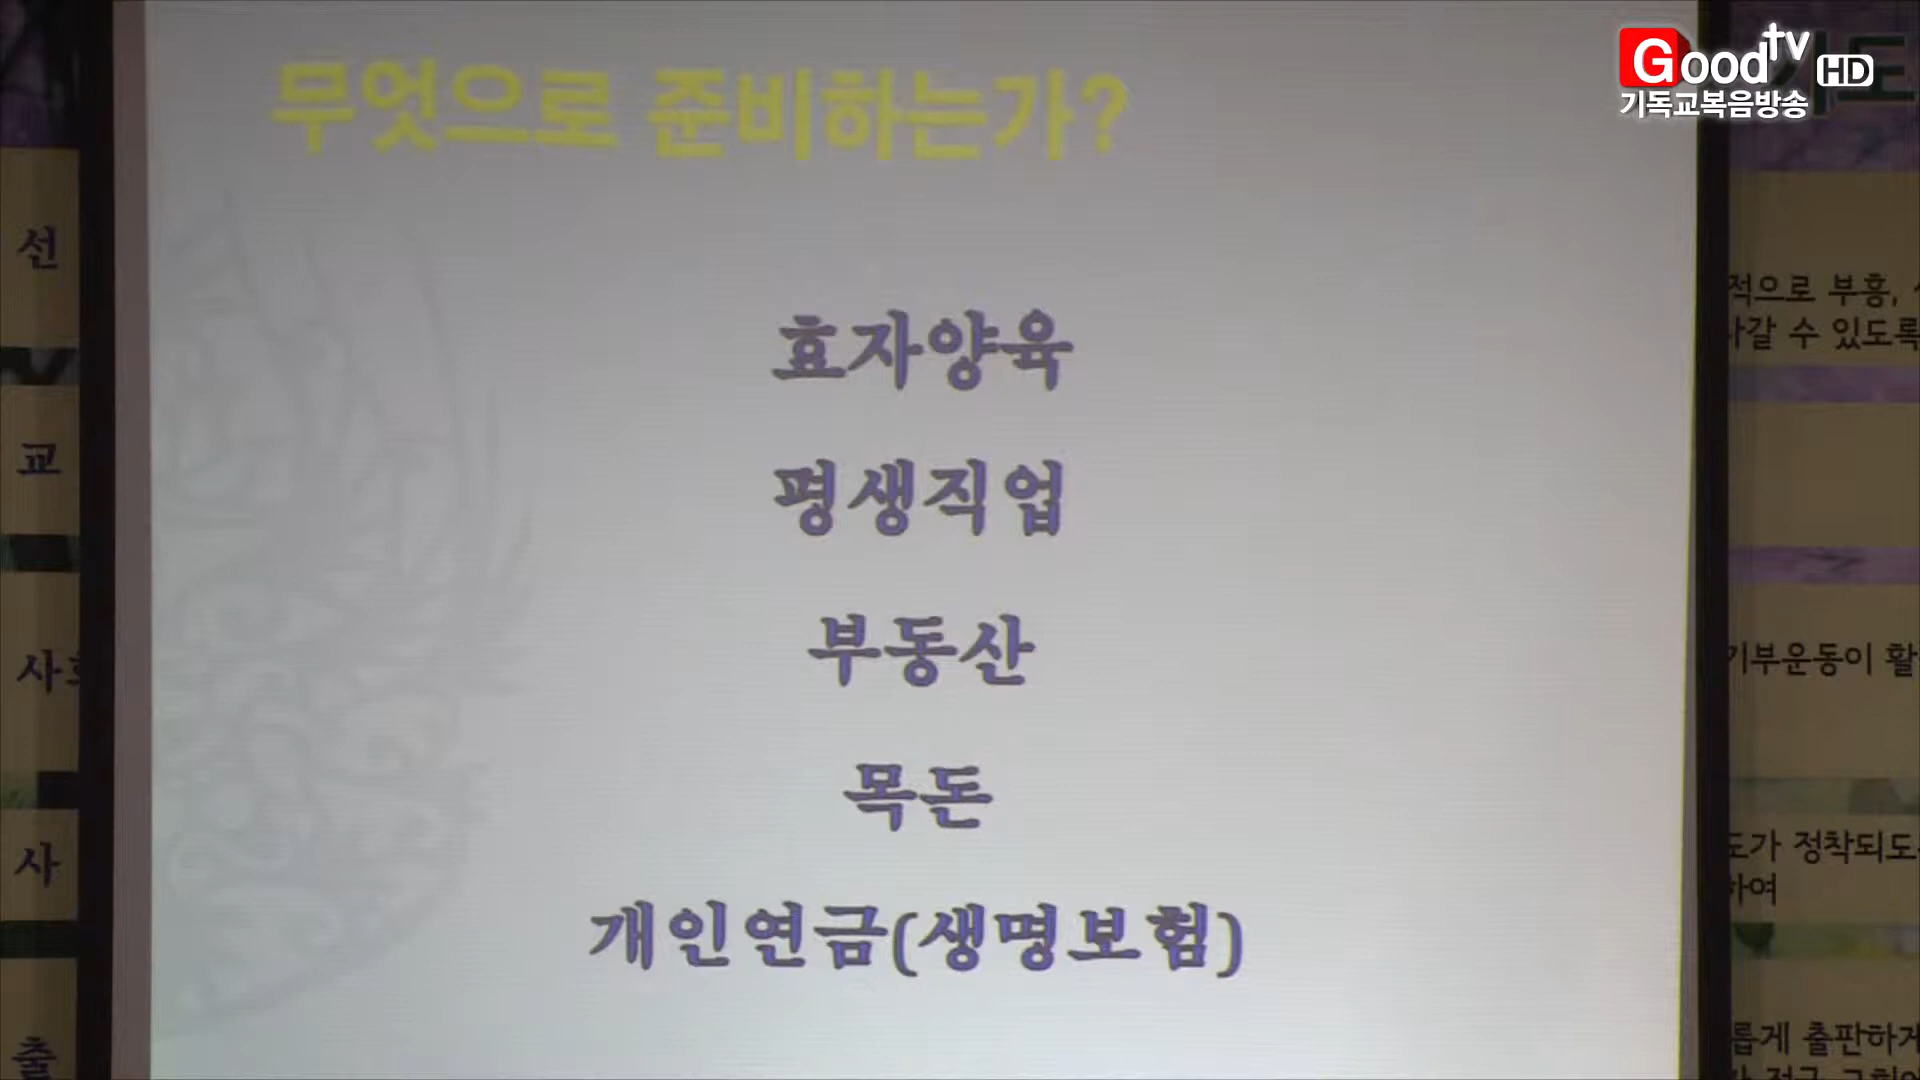 Good tv HD
기독교복음방송
무엇으로 준비하는가?
효자양육
평생직업
부동산
목돈
개인연금(생명보험)
선
교
사
출
적으로 부흥,
갈 수 있도록
기부운동이
도가 정착되도
하여
롭게 출판하게